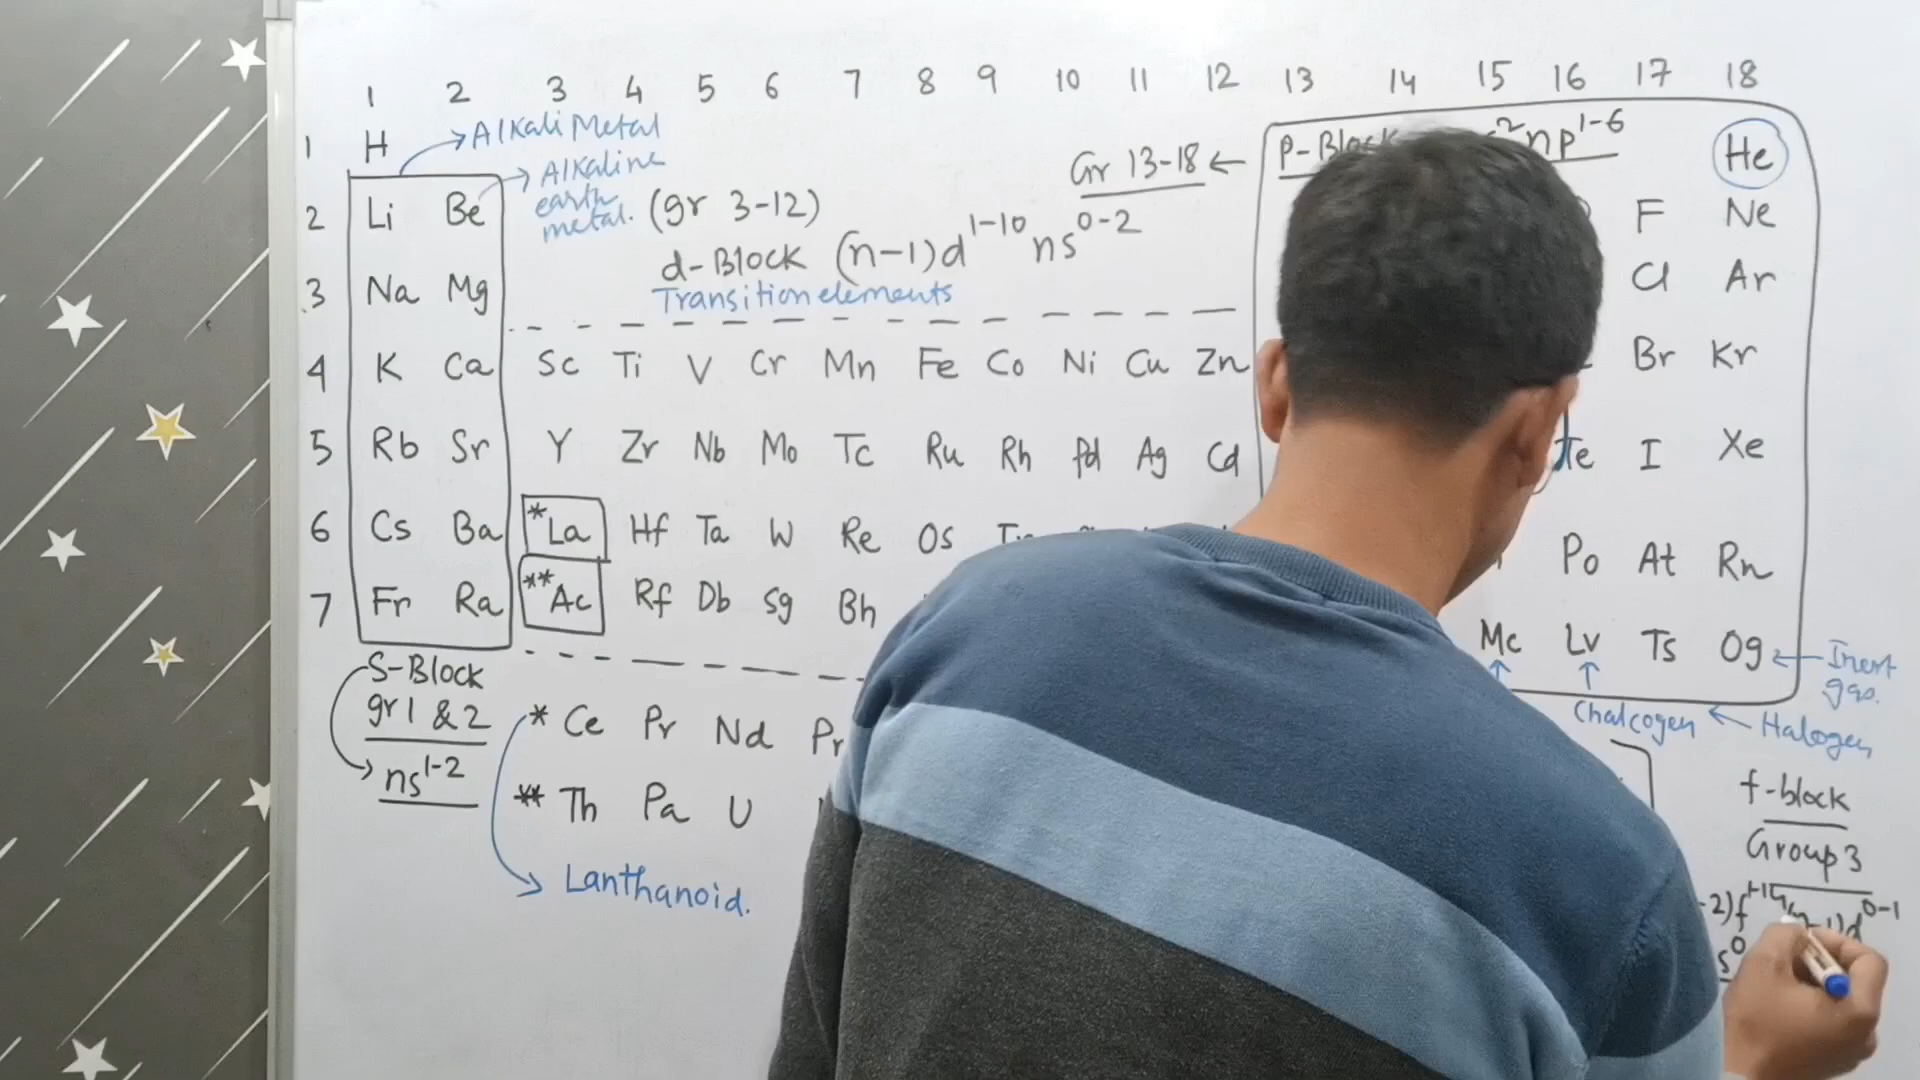 1 2 3 4 5 6 7 8 9 10 11 12 13 14 15 16 17 18
1 H → Alkali Metal
→ Alkaline
earth
metal.
Gr 13-18 ← P-Block np¹⁻⁶ He
2 Li Be (gr 3-12) F Ne
d-Block (n-1)d¹⁻¹⁰ ns⁰⁻²
3 Na Mg Transition elements Cl Ar
4 K Ca Sc Ti V Cr Mn Fe Co Ni Cu Zn Br Kr
5 Rb Sr Y Zr Nb Mo Tc Ru Rh Pd Ag Cd Te I Xe
6 Cs Ba *La Hf Ta W Re Os Po At Rn
7 Fr Ra **Ac Rf Db Sg Bh Mc Lv Ts Og ← Inert
gas.
Chalcogen ← Halogen
S-Block
gr 1 & 2
→ ns¹⁻²
* Ce Pr Nd
** Th Pa U
→ Lanthanoid.
f-block
Group 3
-2)f d⁰⁻¹
s⁰